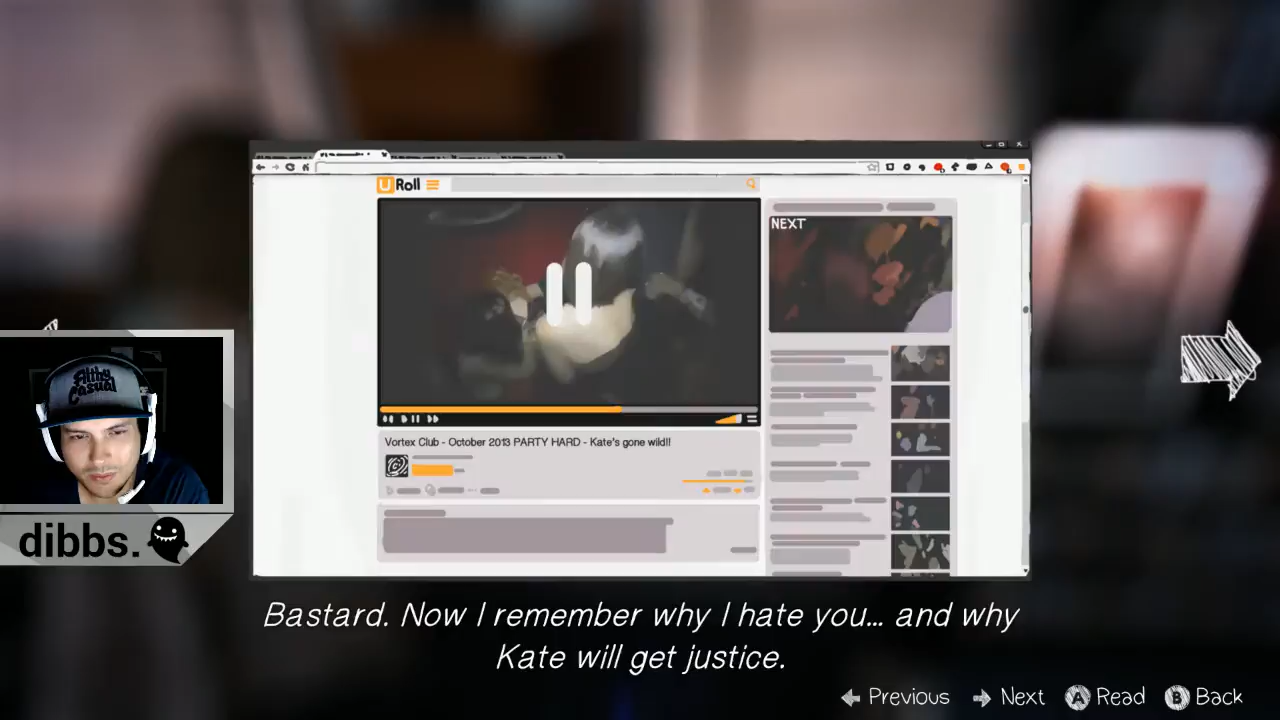 U Roll
NEXT
Filthy
Casual
Vortex Club - October 2013 PARTY HARD - Kate's gone wild!!
dibbs.
Bastard. Now I remember why I hate you... and why
Kate will get justice.
Previous Next A Read B Back